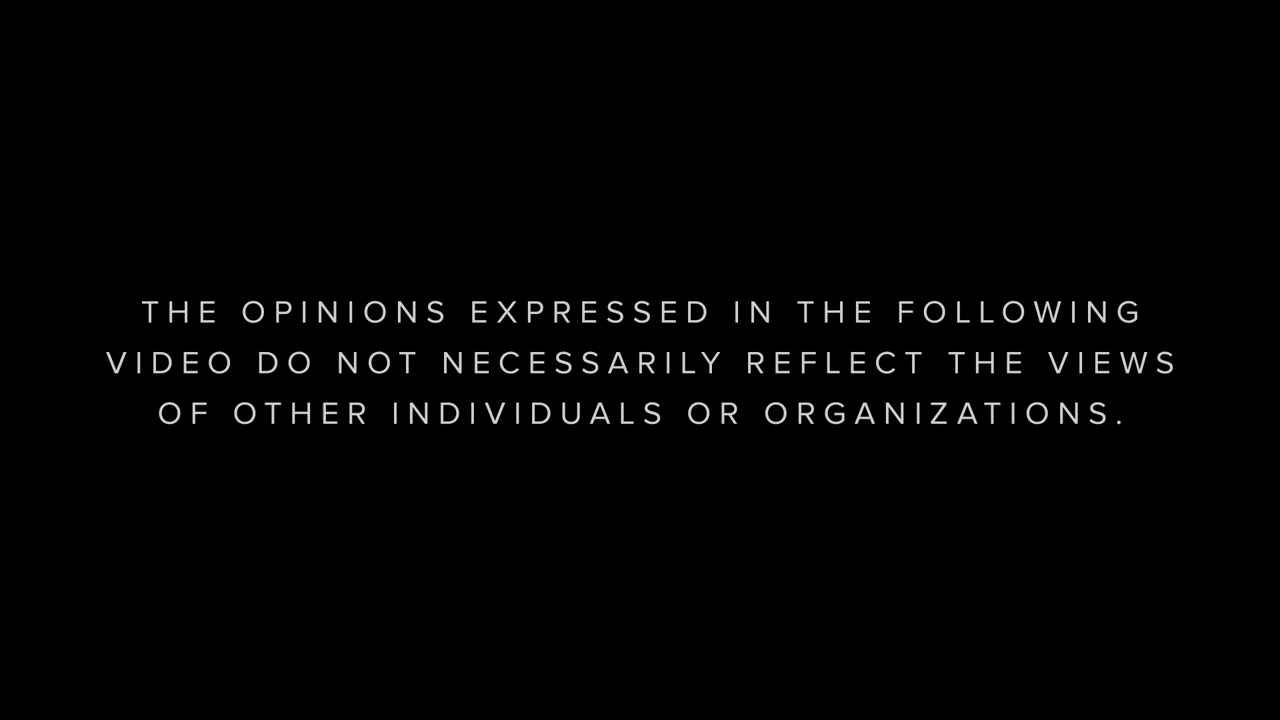 THE OPINIONS EXPRESSED IN THE FOLLOWING
VIDEO DO NOT NECESSARILY REFLECT THE VIEWS
OF OTHER INDIVIDUALS OR ORGANIZATIONS.